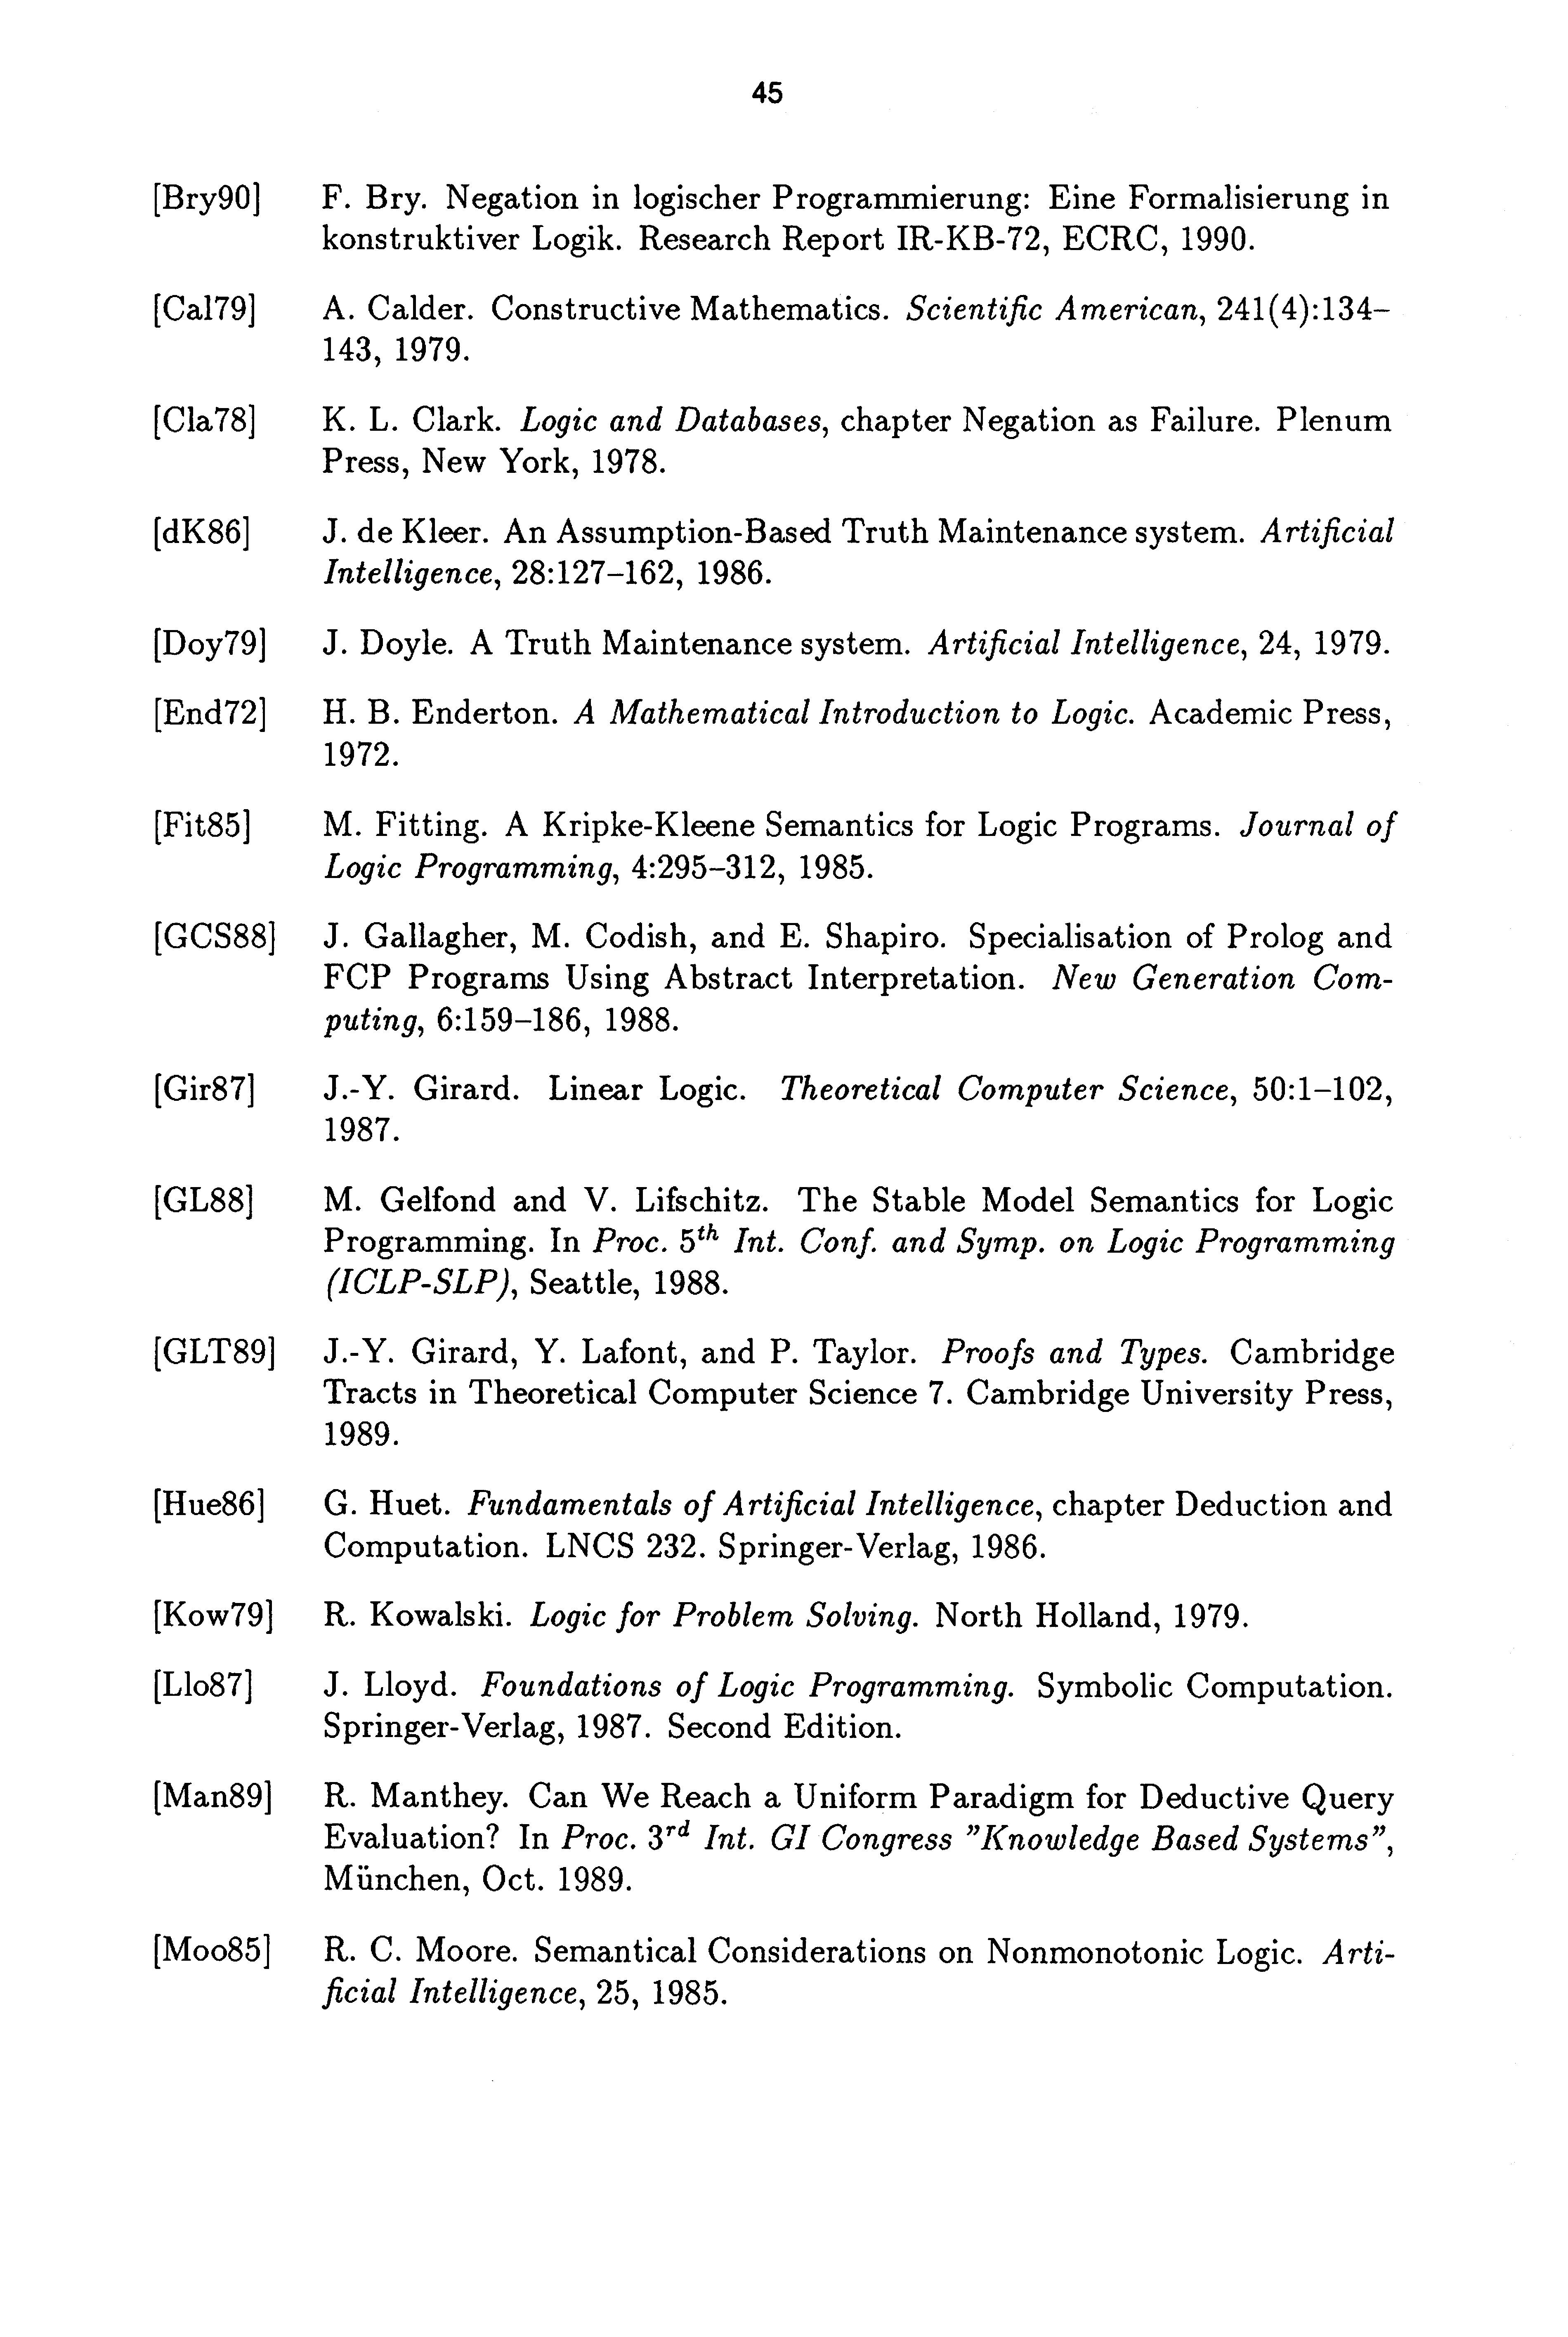 45
[Bry90] F. Bry. Negation in logischer Programmierung: Eine Formalisierung in
konstruktiver Logik. Research Report IR-KB-72, ECRC, 1990.
[Cal79] A. Calder. Constructive Mathematics. Scientific American, 241(4):134–
143, 1979.
[Cla78] K. L. Clark. Logic and Databases, chapter Negation as Failure. Plenum
Press, New York, 1978.
[dK86] J. de Kleer. An Assumption-Based Truth Maintenance system. Artificial
Intelligence, 28:127–162, 1986.
[Doy79] J. Doyle. A Truth Maintenance system. Artificial Intelligence, 24, 1979.
[End72] H. B. Enderton. A Mathematical Introduction to Logic. Academic Press,
1972.
[Fit85] M. Fitting. A Kripke-Kleene Semantics for Logic Programs. Journal of
Logic Programming, 4:295–312, 1985.
[GCS88] J. Gallagher, M. Codish, and E. Shapiro. Specialisation of Prolog and
FCP Programs Using Abstract Interpretation. New Generation Com-
puting, 6:159–186, 1988.
[Gir87] J.-Y. Girard. Linear Logic. Theoretical Computer Science, 50:1–102,
1987.
[GL88] M. Gelfond and V. Lifschitz. The Stable Model Semantics for Logic
Programming. In Proc. 5th Int. Conf. and Symp. on Logic Programming
(ICLP-SLP), Seattle, 1988.
[GLT89] J.-Y. Girard, Y. Lafont, and P. Taylor. Proofs and Types. Cambridge
Tracts in Theoretical Computer Science 7. Cambridge University Press,
1989.
[Hue86] G. Huet. Fundamentals of Artificial Intelligence, chapter Deduction and
Computation. LNCS 232. Springer-Verlag, 1986.
[Kow79] R. Kowalski. Logic for Problem Solving. North Holland, 1979.
[Llo87] J. Lloyd. Foundations of Logic Programming. Symbolic Computation.
Springer-Verlag, 1987. Second Edition.
[Man89] R. Manthey. Can We Reach a Uniform Paradigm for Deductive Query
Evaluation? In Proc. 3rd Int. GI Congress ”Knowledge Based Systems”,
München, Oct. 1989.
[Moo85] R. C. Moore. Semantical Considerations on Nonmonotonic Logic. Arti-
ficial Intelligence, 25, 1985.